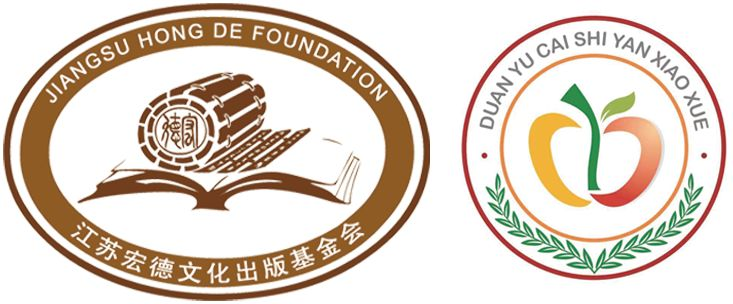 JIANGSU HONG DE FOUNDATION
江苏宏德文化出版基金会
DUAN YU CAI SHI YAN XIAO XUE